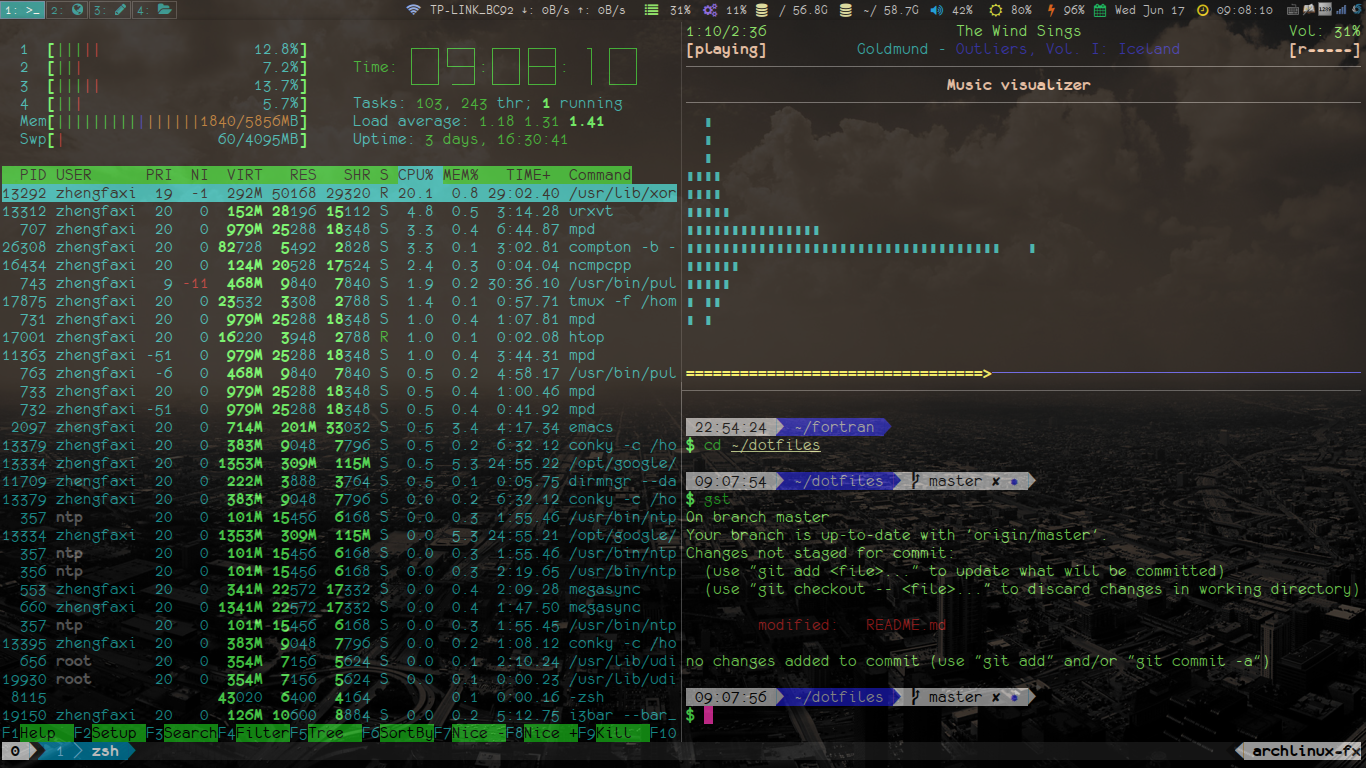 1: >_ 2: 3: 4: TP-LINK_BC92 ↓: 0B/s ↑: 0B/s 31% 11% / 56.8G ~/ 58.7G 42% 80% 96% Wed Jun 17 09:08:10
1 [||||| 12.8%]
2 [||| 7.2%]
3 [||||| 13.7%]
4 [||| 5.7%]
Mem[||||||||||||||||||1840/5856MB]
Swp[| 60/4095MB]
Time: 09:08:10
Tasks: 103, 243 thr; 1 running
Load average: 1.18 1.31 1.41
Uptime: 3 days, 16:30:41
PID USER PRI NI VIRT RES SHR S CPU% MEM% TIME+ Command
13292 zhengfaxi 19 -1 292M 50168 29320 R 20.1 0.8 29:02.40 /usr/lib/xor
13312 zhengfaxi 20 0 152M 28196 15112 S 4.8 0.5 3:14.28 urxvt
707 zhengfaxi 20 0 979M 25288 18348 S 3.3 0.4 6:44.87 mpd
26308 zhengfaxi 20 0 82728 5492 2828 S 3.3 0.1 3:02.81 compton -b -
16434 zhengfaxi 20 0 124M 20528 17524 S 2.4 0.3 0:04.04 ncmpcpp
743 zhengfaxi 9 -11 468M 9840 7840 S 1.9 0.2 30:36.10 /usr/bin/pul
17875 zhengfaxi 20 0 23532 3308 2788 S 1.4 0.1 0:57.71 tmux -f /hom
731 zhengfaxi 20 0 979M 25288 18348 S 1.0 0.4 1:07.81 mpd
17001 zhengfaxi 20 0 16220 3948 2788 R 1.0 0.1 0:02.08 htop
11363 zhengfaxi -51 0 979M 25288 18348 S 1.0 0.4 3:44.31 mpd
763 zhengfaxi -6 0 468M 9840 7840 S 0.5 0.2 4:58.17 /usr/bin/pul
733 zhengfaxi 20 0 979M 25288 18348 S 0.5 0.4 1:00.46 mpd
732 zhengfaxi -51 0 979M 25288 18348 S 0.5 0.4 0:41.92 mpd
2097 zhengfaxi 20 0 714M 201M 33032 S 0.5 3.4 4:17.34 emacs
13379 zhengfaxi 20 0 383M 9048 7796 S 0.5 0.2 6:32.12 conky -c /ho
13334 zhengfaxi 20 0 1353M 309M 115M S 0.5 5.3 24:55.22 /opt/google/
11709 zhengfaxi 20 0 222M 3888 3764 S 0.5 0.1 0:05.75 dirmngr --da
13379 zhengfaxi 20 0 383M 9048 7796 S 0.0 0.2 6:32.12 conky -c /ho
357 ntp 20 0 101M 15456 6168 S 0.0 0.3 1:55.46 /usr/bin/ntp
13334 zhengfaxi 20 0 1353M 309M 115M S 0.0 5.3 24:55.21 /opt/google/
357 ntp 20 0 101M 15456 6168 S 0.0 0.3 1:55.46 /usr/bin/ntp
356 ntp 20 0 101M 15456 6168 S 0.0 0.3 2:19.65 /usr/bin/ntp
553 zhengfaxi 20 0 341M 22572 17332 S 0.0 0.4 2:09.28 megasync
660 zhengfaxi 20 0 1341M 22572 17332 S 0.0 0.4 1:47.50 megasync
357 ntp 20 0 101M 15456 6168 S 0.0 0.3 1:55.45 /usr/bin/ntp
13395 zhengfaxi 20 0 383M 9048 7796 S 0.0 0.2 1:08.12 conky -c /ho
656 root 20 0 354M 7156 5624 S 0.0 0.1 2:10.24 /usr/lib/udi
19930 root 20 0 354M 7156 5624 S 0.0 0.1 0:00.23 /usr/lib/udi
8115 43020 6400 4164 0.1 0:00.16 -zsh
19150 zhengfaxi 20 0 126M 10600 8884 S 0.0 0.2 5:12.75 i3bar --bar_
F1Help F2Setup F3SearchF4FilterF5Tree F6SortByF7Nice -F8Nice +F9Kill F10
1:10/2:36 The Wind Sings Vol: 31%
[playing] Goldmund - Outliers, Vol. I: Iceland [r-----]
Music visualizer
=================================>
22:54:24 ~/fortran
$ cd ~/dotfiles
09:07:54 ~/dotfiles master ✘ •
$ gst
On branch master
Your branch is up-to-date with 'origin/master'.
Changes not staged for commit:
(use "git add <file>..." to update what will be committed)
(use "git checkout -- <file>..." to discard changes in working directory)
modified: README.md
no changes added to commit (use "git add" and/or "git commit -a")
09:07:56 ~/dotfiles master ✘ •
$
0 1 zsh archlinux-fx